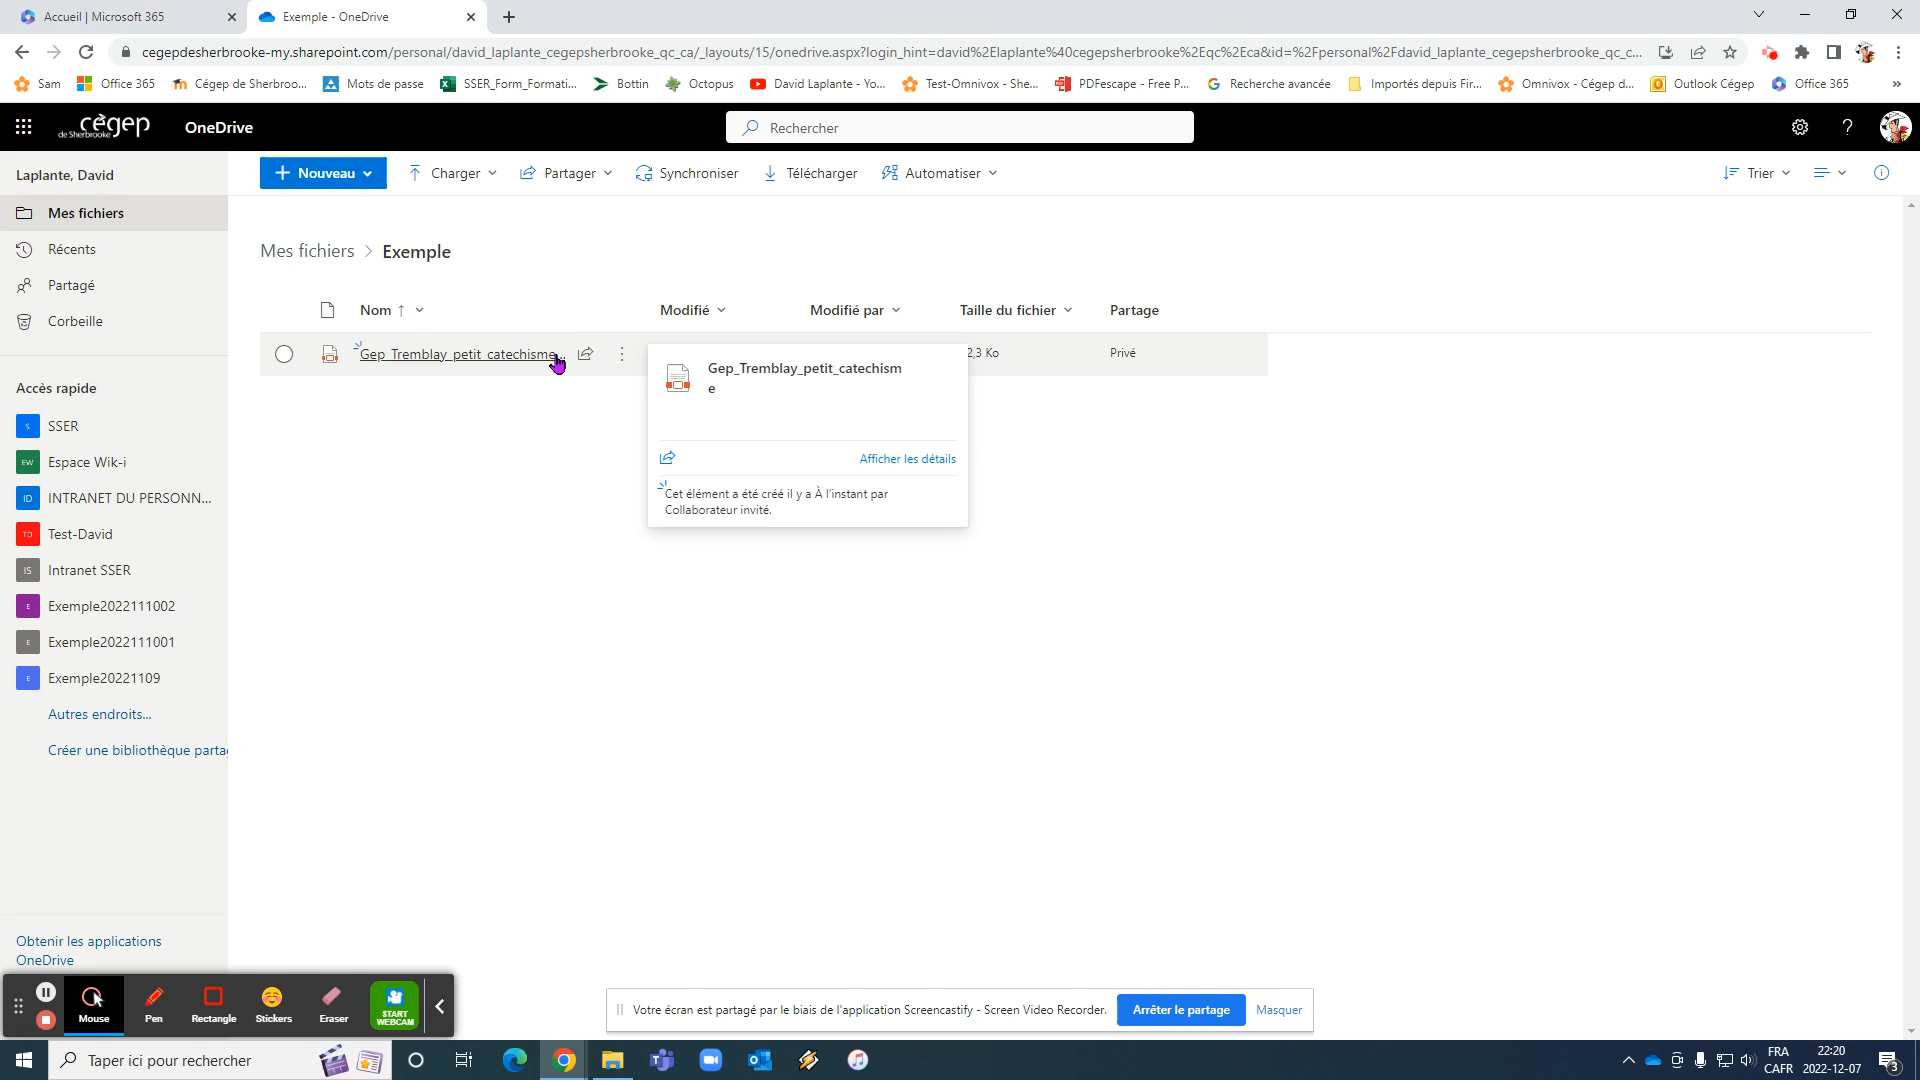 Accueil | Microsoft 365
Exemple - OneDrive
cegepdesherbrooke-my.sharepoint.com/personal/david_laplante_cegepsherbrooke_qc_ca/_layouts/15/onedrive.aspx?login_hint=david%2Elaplante%40cegepsherbrooke%2Eqc%2Eca&id=%2Fpersonal%2Fdavid_laplante_cegepsherbrooke_qc_c...
Sam
Office 365
Cégep de Sherbroo...
Mots de passe
SSER_Form_Formati...
Bottin
Octopus
David Laplante - Yo...
Test-Omnivox - She...
PDFescape - Free P...
Recherche avancée
Importés depuis Fir...
Omnivox - Cégep d...
Outlook Cégep
Office 365
cégep
de Sherbrooke
OneDrive
Rechercher
Laplante, David
Nouveau
Charger
Partager
Synchroniser
Télécharger
Automatiser
Trier
Mes fichiers
Récents
Partagé
Corbeille
Mes fichiers > Exemple
Nom ↑
Modifié
Modifié par
Taille du fichier
Partage
Gep_Tremblay_petit_catechisme...
2,3 Ko
Privé
Gep_Tremblay_petit_catechism
e
Afficher les détails
Cet élément a été créé il y a À l'instant par
Collaborateur invité.
Accès rapide
S
SSER
EW
Espace Wik-i
ID
INTRANET DU PERSONN...
TD
Test-David
IS
Intranet SSER
E
Exemple2022111002
E
Exemple2022111001
E
Exemple20221109
Autres endroits...
Créer une bibliothèque parta
Obtenir les applications
OneDrive
Mouse
Pen
Rectangle
Stickers
Eraser
START
WEBCAM
Votre écran est partagé par le biais de l'application Screencastify - Screen Video Recorder.
Arrêter le partage
Masquer
Taper ici pour rechercher
FRA
CAFR
22:20
2022-12-07
3